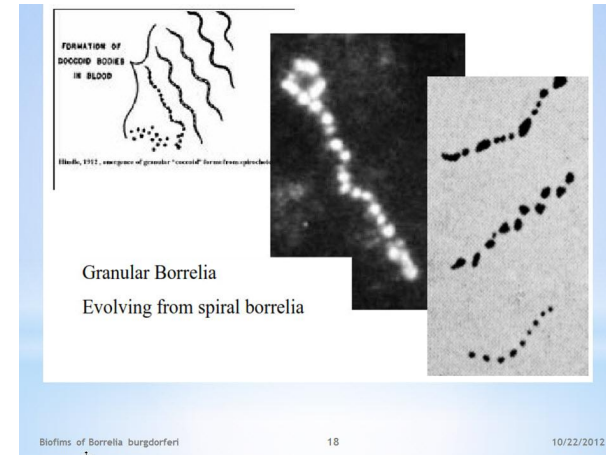 FORMATION OF
COCCOID BODIES
IN BLOOD
Hindle, 1912 , emergence of granular "coccoid" forms from spirochete
Granular Borrelia
Evolving from spiral borrelia
Biofims of Borrelia burgdorferi
18
10/22/2012